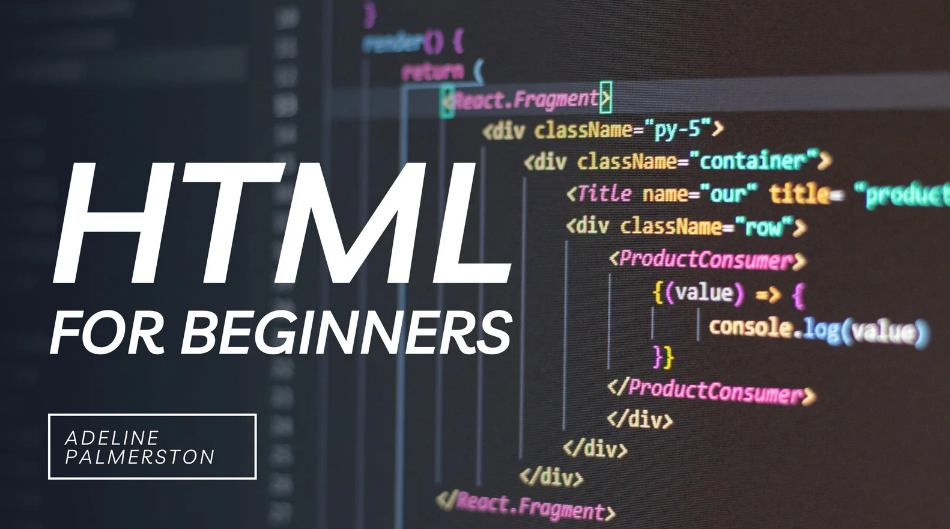 HTML
FOR BEGINNERS
ADELINE
PALMERSTON
}
render() {
return (
<React.Fragment>
<div className="py-5">
<div className="container">
<Title name="our" title= "product
<div className="row">
<ProductConsumer>
{(value) => {
console.log(value)
}}
</ProductConsumer>
</div>
</div>
</div>
</React.Fragment>